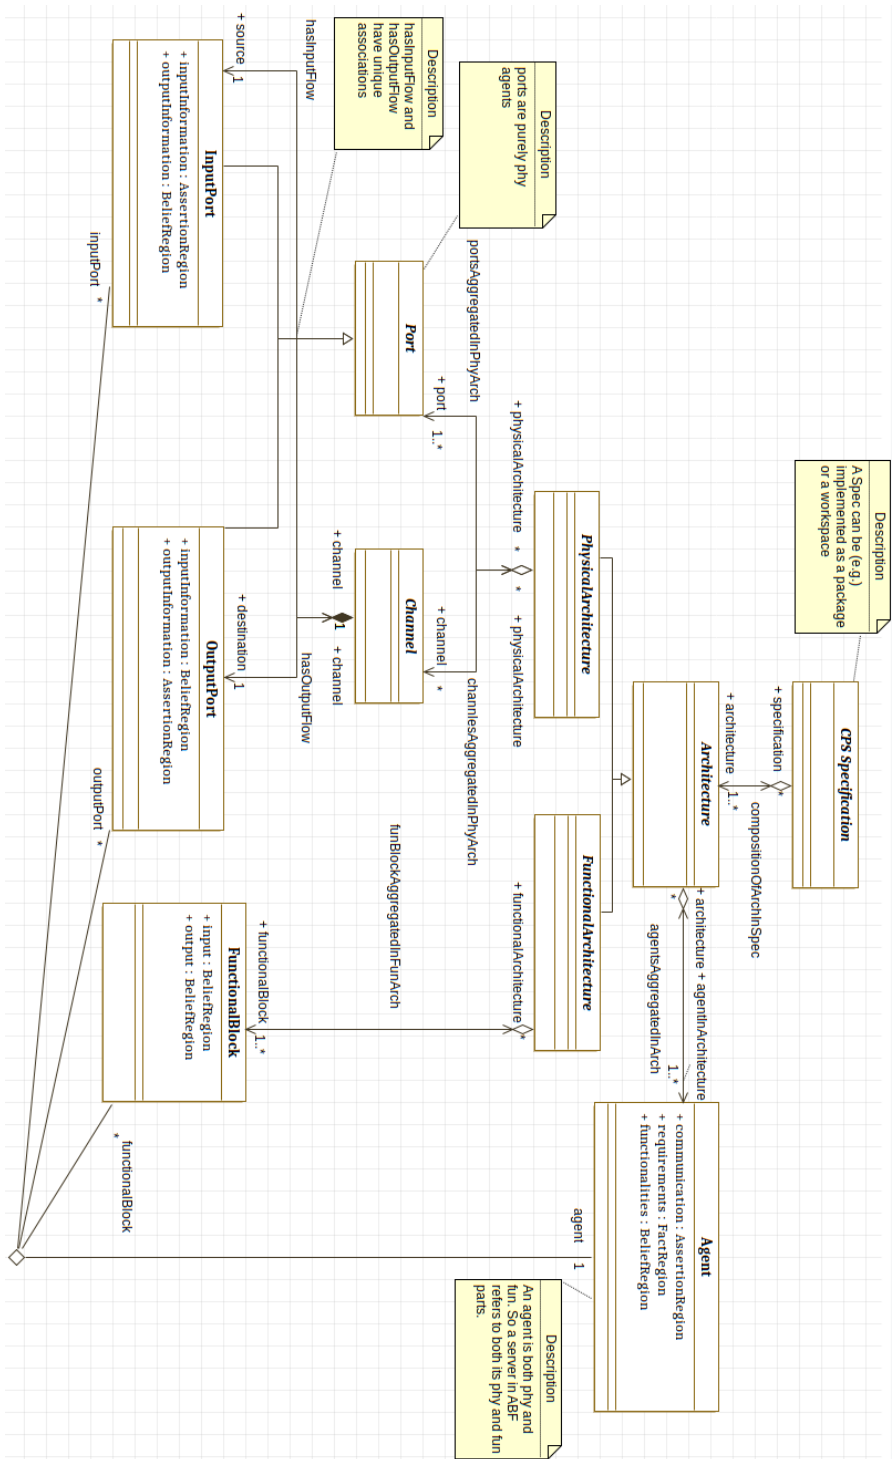 Description
A Spec can be (e.g.)
implemented as a package
or a workspace
CPS Specification
+ specification
*
compositionOfArchInSpec
+ architecture
1..*
Architecture
+ architecture
+ agentInArchitecture
*
1..*
agentsAggregatedInArch
Agent
+ communication : AssertionRegion
+ requirements : FactRegion
+ functionalities : BeliefRegion
agent
1
Description
An agent is both phy and
fun. So a server in ABF
refers to both its phy and fun
parts.
PhysicalArchitecture
+ physicalArchitecture
*
*
+ physicalArchitecture
FunctionalArchitecture
+ functionalArchitecture
*
Description
ports are purely phy
agents
portsAggregatedInPhyArch
+ port
1..*
+ channel
*
channlesAggregatedInPhyArch
funBlockAggregatedInFunArch
Description
hasInputFlow and
hasOutputFlow
have unique
associations
Port
Channel
+ channel
1
+ channel
hasInputFlow
hasOutputFlow
+ source
1
+ destination
1
+ functionalBlock
1..*
InputPort
+ inputInformation : AssertionRegion
+ outputInformation : BeliefRegion
OutputPort
+ inputInformation : BeliefRegion
+ outputInformation : AssertionRegion
FunctionalBlock
+ input : BeliefRegion
+ output : BeliefRegion
inputPort
*
outputPort
*
functionalBlock
*